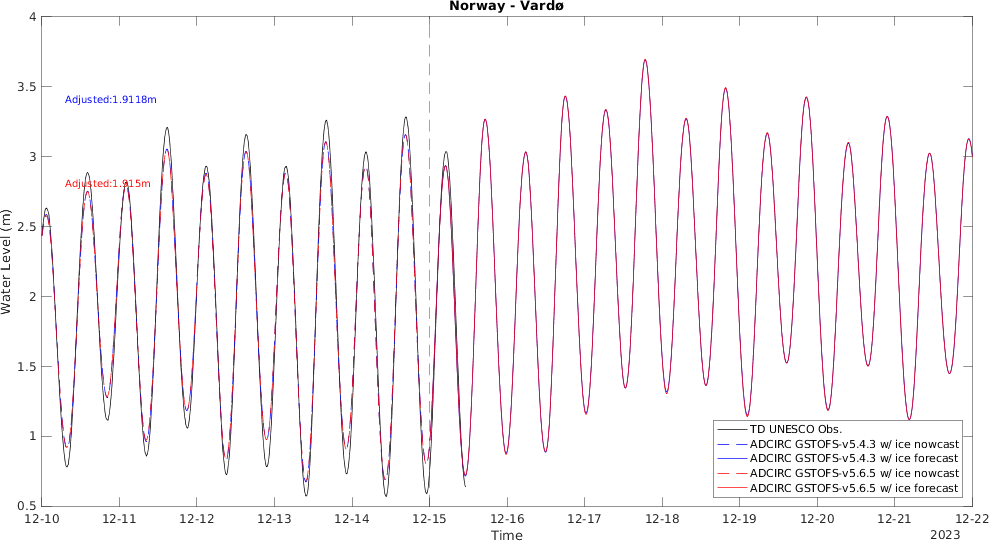 Norway - Vardø
4
3.5
3
2.5
2
1.5
1
0.5
Water Level (m)
Adjusted:1.9118m
Adjusted:1.915m
TD UNESCO Obs.
ADCIRC GSTOFS-v5.4.3 w/ ice nowcast
ADCIRC GSTOFS-v5.4.3 w/ ice forecast
ADCIRC GSTOFS-v5.6.5 w/ ice nowcast
ADCIRC GSTOFS-v5.6.5 w/ ice forecast
12-10 12-11 12-12 12-13 12-14 12-15 12-16 12-17 12-18 12-19 12-20 12-21 12-22
Time
2023